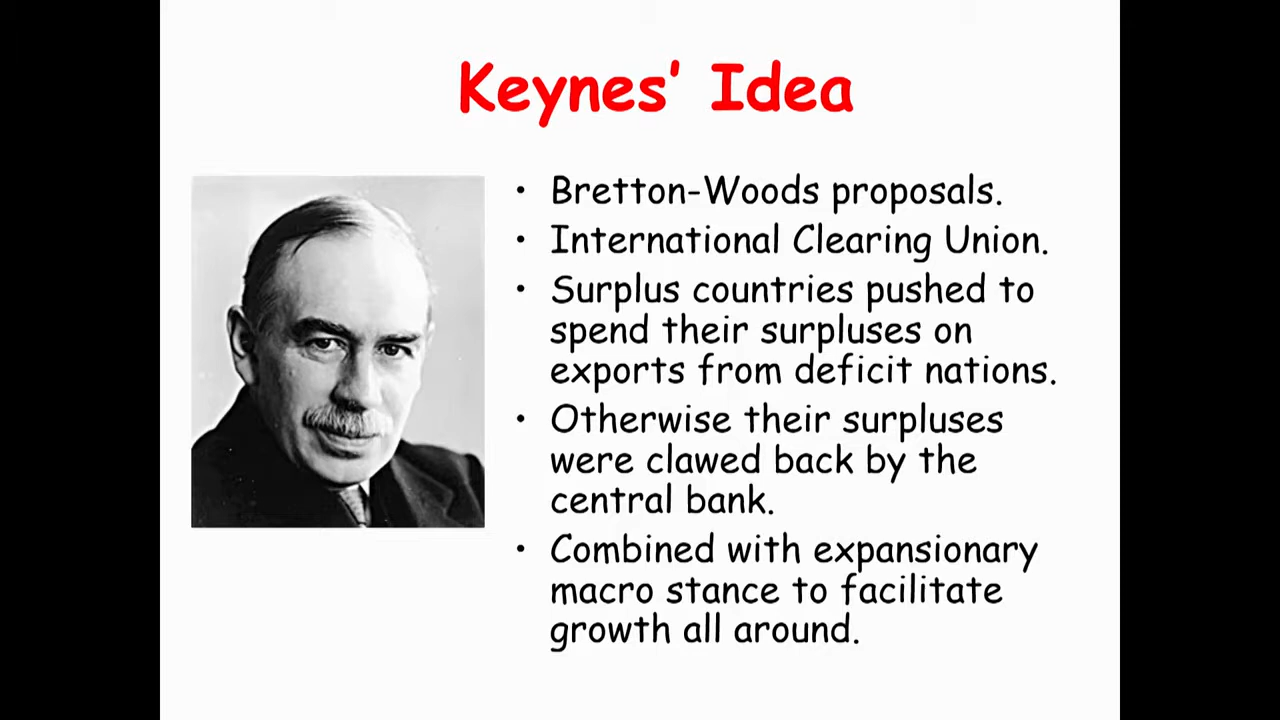 Keynes’ Idea
• Bretton-Woods proposals.
• International Clearing Union.
• Surplus countries pushed to
spend their surpluses on
exports from deficit nations.
• Otherwise their surpluses
were clawed back by the
central bank.
• Combined with expansionary
macro stance to facilitate
growth all around.